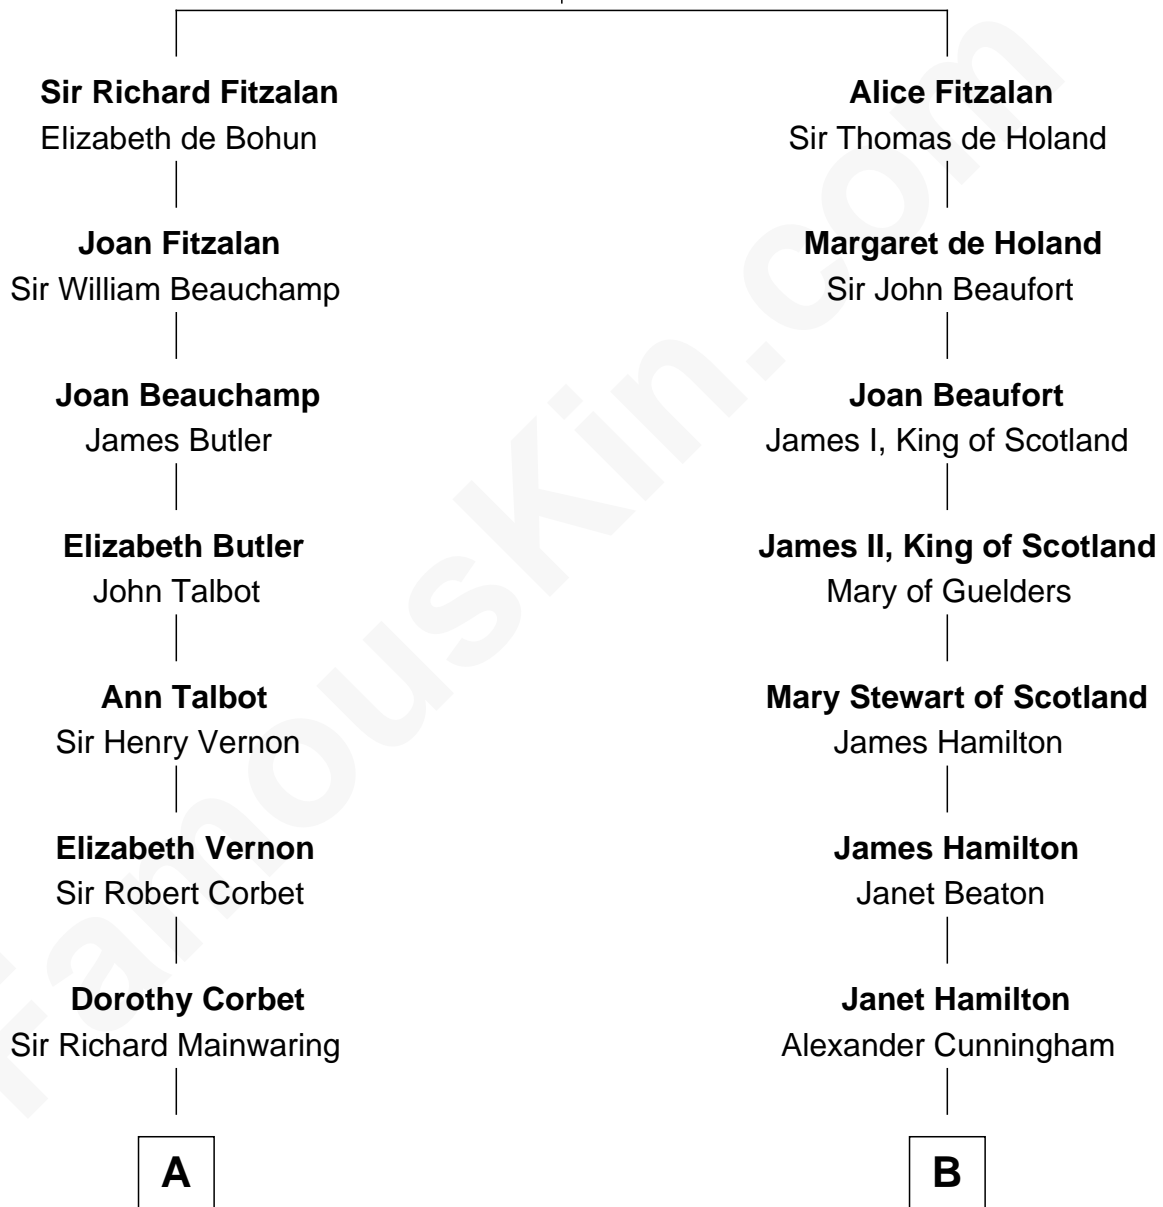 Sir Richard Fitzalan
Elizabeth de Bohun
Joan Fitzalan
Sir William Beauchamp
Joan Beauchamp
James Butler
Elizabeth Butler
John Talbot
Ann Talbot
Sir Henry Vernon
Elizabeth Vernon
Sir Robert Corbet
Dorothy Corbet
Sir Richard Mainwaring
A
Alice Fitzalan
Sir Thomas de Holand
Margaret de Holand
Sir John Beaufort
Joan Beaufort
James I, King of Scotland
James II, King of Scotland
Mary of Guelders
Mary Stewart of Scotland
James Hamilton
James Hamilton
Janet Beaton
Janet Hamilton
Alexander Cunningham
B
FamousKin.com